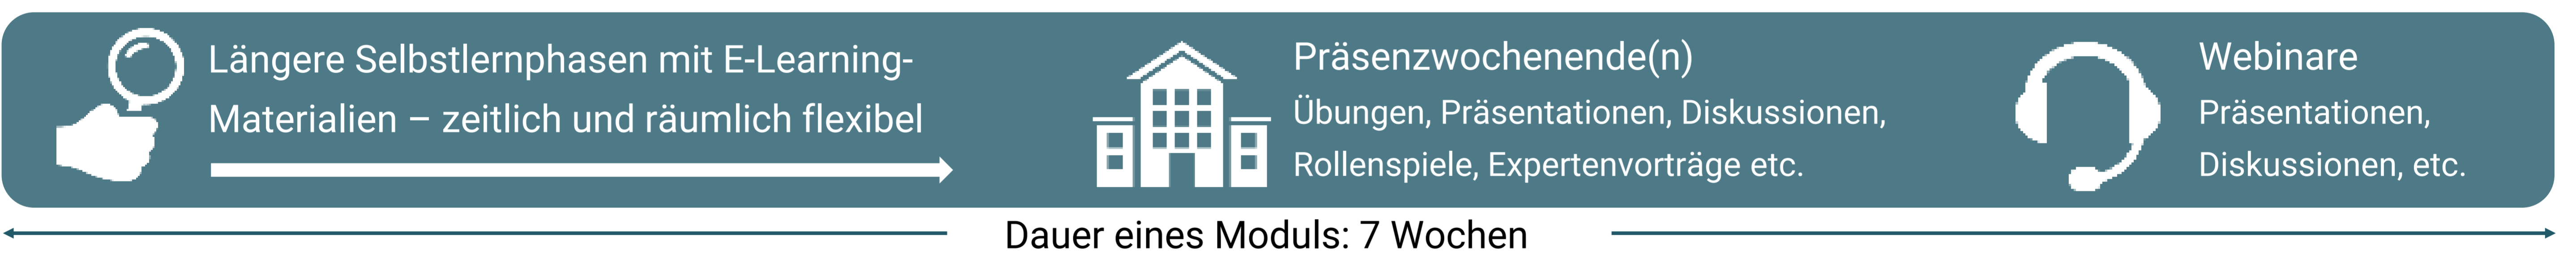 Längere Selbstlernphasen mit E-Learning-
Materialien – zeitlich und räumlich flexibel
Präsenzwochenende(n)
Übungen, Präsentationen, Diskussionen,
Rollenspiele, Expertenvorträge etc.
Webinare
Präsentationen,
Diskussionen, etc.
Dauer eines Moduls: 7 Wochen